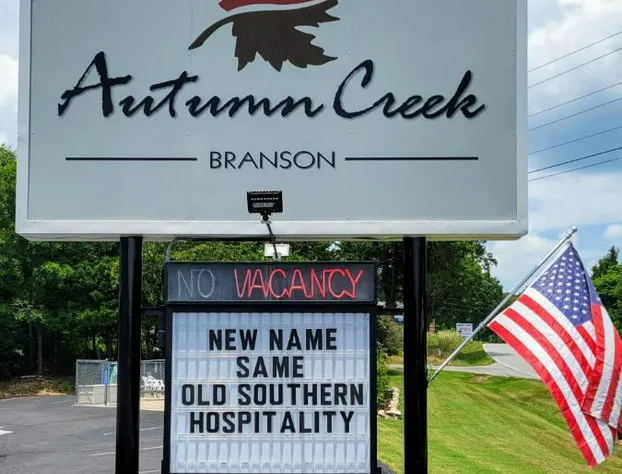 Autumn Creek
BRANSON
NO VACANCY
NEW NAME
SAME
OLD SOUTHERN
HOSPITALITY